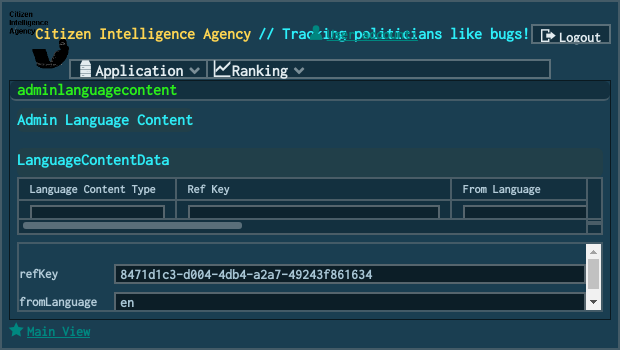 Citizen
Intelligence
Agency
Citizen Intelligence Agency // Tracking politicians like bugs!
Logout
Application
Ranking
adminlanguagecontent
Admin Language Content
LanguageContentData
Language Content Type
Ref Key
From Language
refKey
8471d1c3-d004-4db4-a2a7-49243f861634
fromLanguage
en
Main View